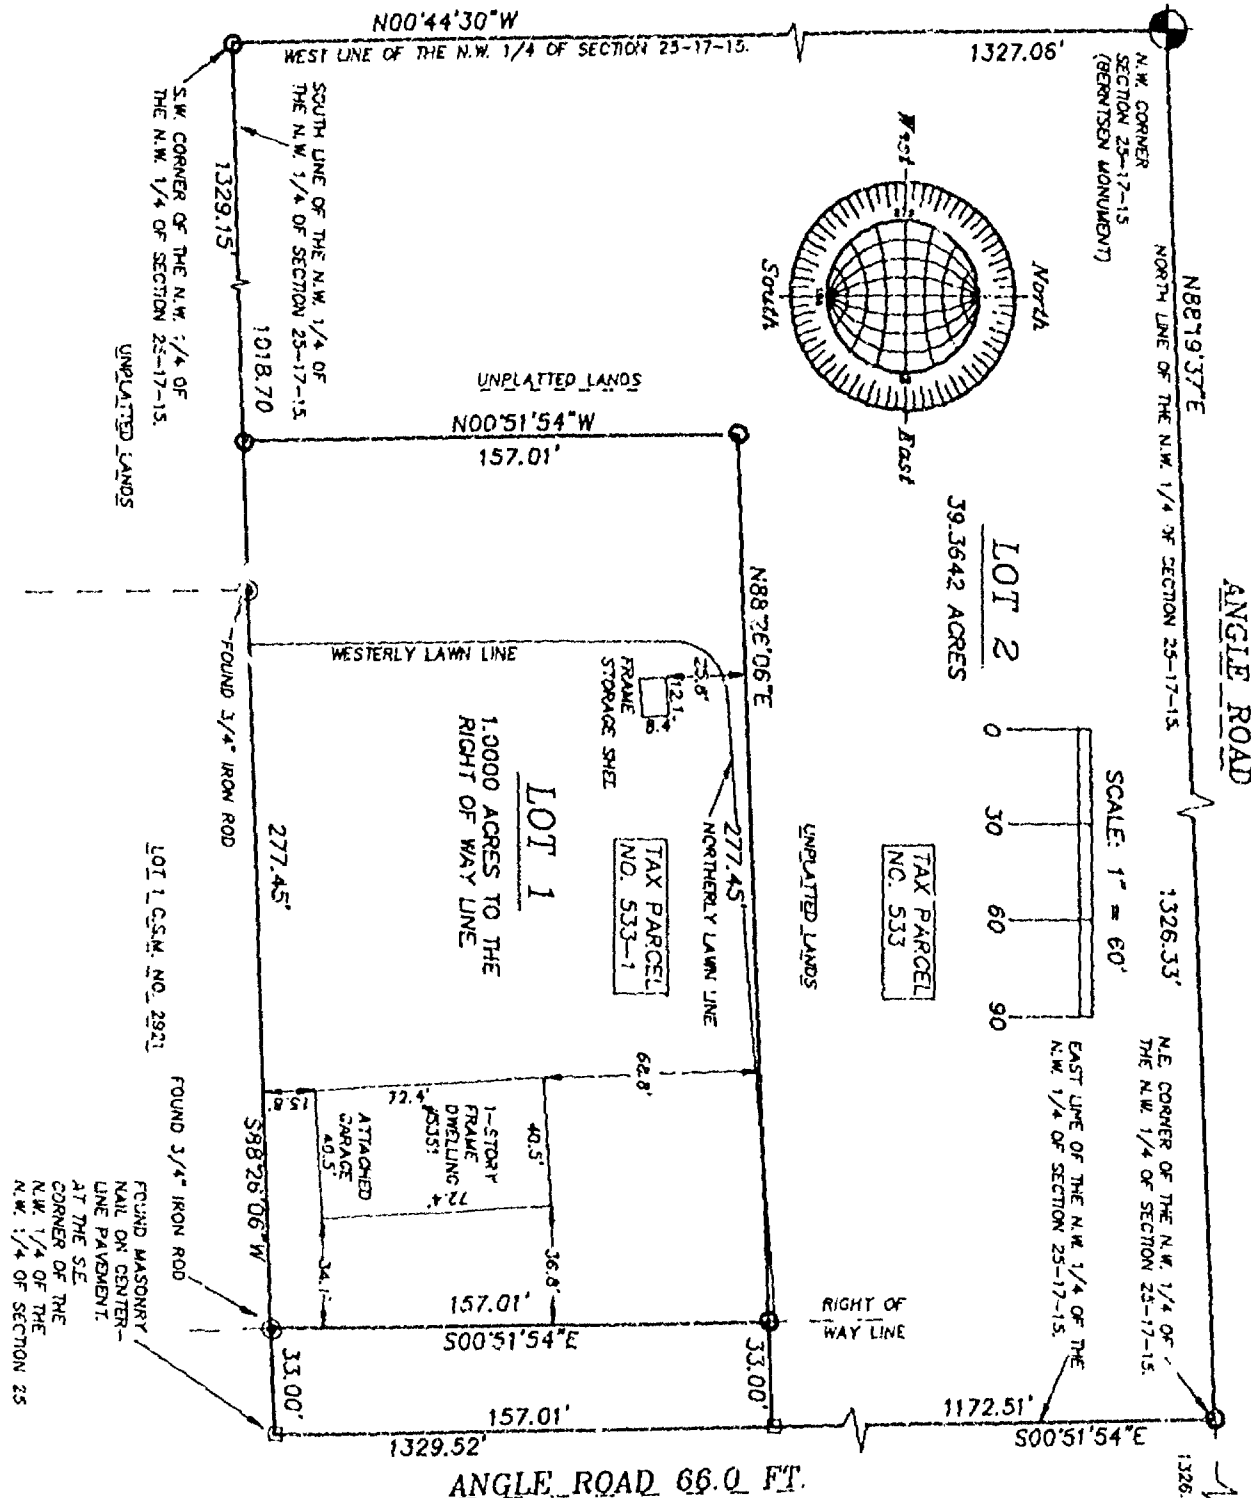 N00°44'30"W
WEST LINE OF THE N.W. 1/4 OF SECTION 25-17-15.
1327.06'
N.W. CORNER
SECTION 25-17-15
(BERNTSEN MONUMENT)
N88°19'37"E
NORTH LINE OF THE N.W. 1/4 OF SECTION 25-17-15.
1326.33'
ANGLE ROAD
S.W. CORNER OF THE N.W. 1/4 OF
THE N.W. 1/4 OF SECTION 25-17-15.
SOUTH LINE OF THE N.W. 1/4 OF
THE N.W. 1/4 OF SECTION 25-17-15.
1329.15'
1018.70
UNPLATTED LANDS
West
North
South
East
UNPLATTED LANDS
N00°51'54"W
157.01'
LOT 2
39.3642 ACRES
SCALE: 1" = 60'
0
30
60
90
N88°26'06"E
277.45'
UNPLATTED LANDS
TAX PARCEL
NO. 533
WESTERLY LAWN LINE
NORTHERLY LAWN LINE
FRAME
STORAGE SHED
25.8'
12.1'
8.4'
FOUND 3/4" IRON ROD
LOT 1
1.0000 ACRES TO THE
RIGHT OF WAY LINE
TAX PARCEL
NO. 533-1
277.45'
S88°26'06"W
LOT 1 C.S.M. NO. 2921
68.8'
15.8'
72.4'
1-STORY
FRAME
DWELLING
40.5'
72.4'
ATTACHED
GARAGE
40.5'
36.8'
34.1'
N.E. CORNER OF THE N.W. 1/4 OF
THE N.W. 1/4 OF SECTION 25-17-15.
EAST LINE OF THE N.W. 1/4 OF THE
N.W. 1/4 OF SECTION 25-17-15.
FOUND 3/4" IRON ROD
FOUND MASONRY
NAIL ON CENTER-
LINE PAVEMENT.
AT THE S.E.
CORNER OF THE
N.W. 1/4 OF THE
N.W. 1/4 OF SECTION 25
157.01'
S00°51'54"E
RIGHT OF
WAY LINE
33.00'
33.00'
157.01'
1329.52'
1172.51'
S00°51'54"E
1326.
ANGLE ROAD 66.0 FT.